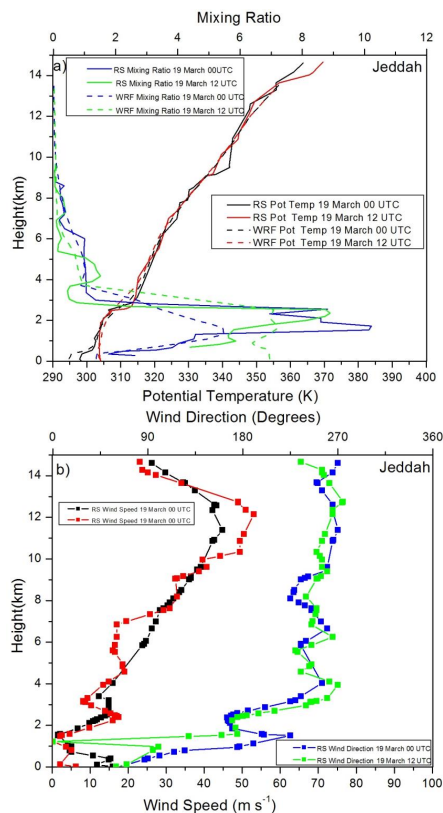 Mixing Ratio
0 2 4 6 8 10 12
a)
Jeddah
RS Mixing Ratio 19 March 00UTC
RS Mixing Ratio 19 March 12 UTC
WRF Mixing Ratio 19 March 00 UTC
WRF Mixing Ratio 19 March 12 UTC
RS Pot Temp 19 March 00 UTC
RS Pot Temp 19 March 12 UTC
WRF Pot Temp 19 March 00 UTC
WRF Pot Temp 19 March 12 UTC
Height(km)
14
12
10
8
6
4
2
0
290 300 310 320 330 340 350 360 370 380 390 400
Potential Temperature (K)
Wind Direction (Degrees)
0 90 180 270 360
b)
Jeddah
RS Wind Speed 19 March 00 UTC
RS Wind Speed 19 March 00 UTC
Height(km)
14
12
10
8
6
4
2
0
RS Wind Direction 19 March 00 UTC
RS Wind Direction 19 March 12 UTC
0 10 20 30 40 50 60 70 80 90 100
Wind Speed (m s⁻¹)